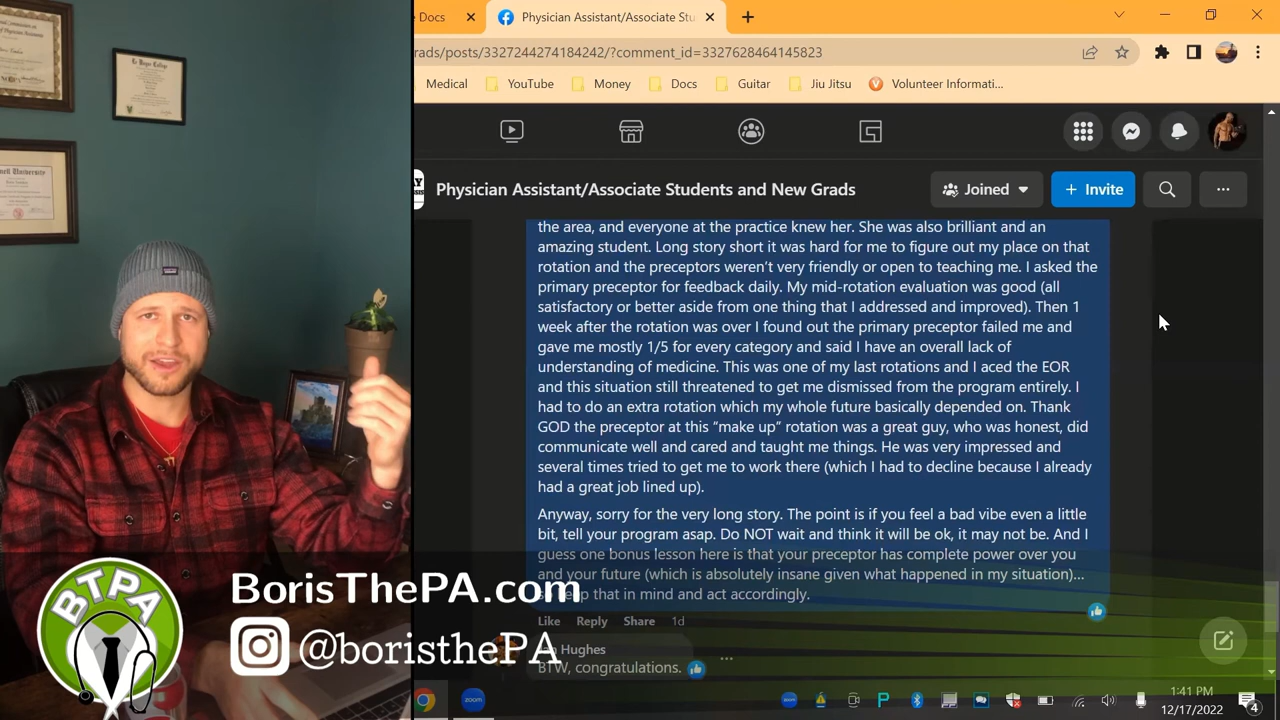 Docs
Physician Assistant/Associate Stu
rads/posts/3327244274184242/?comment_id=3327628464145823
Medical YouTube Money Docs Guitar Jiu Jitsu Volunteer Informati...
Physician Assistant/Associate Students and New Grads
Joined
Invite
the area, and everyone at the practice knew her. She was also brilliant and an
amazing student. Long story short it was hard for me to figure out my place on that
rotation and the preceptors weren't very friendly or open to teaching me. I asked the
primary preceptor for feedback daily. My mid-rotation evaluation was good (all
satisfactory or better aside from one thing that I addressed and improved). Then 1
week after the rotation was over I found out the primary preceptor failed me and
gave me mostly 1/5 for every category and said I have an overall lack of
understanding of medicine. This was one of my last rotations and I aced the EOR
and this situation still threatened to get me dismissed from the program entirely. I
had to do an extra rotation which my whole future basically depended on. Thank
GOD the preceptor at this “make up” rotation was a great guy, who was honest, did
communicate well and cared and taught me things. He was very impressed and
several times tried to get me to work there (which I had to decline because I already
had a great job lined up).
Anyway, sorry for the very long story. The point is if you feel a bad vibe even a little
bit, tell your program asap. Do NOT wait and think it will be ok, it may not be. And I
guess one bonus lesson here is that your preceptor has complete power over you
and your future (which is absolutely insane given what happened in my situation)...
that in mind and act accordingly.
Like Reply Share 1d
Hughes
BTW, congratulations.
BTPA
BorisThePA.com
@boristhePA
zoom
zoom
1:41 PM
12/17/2022
4